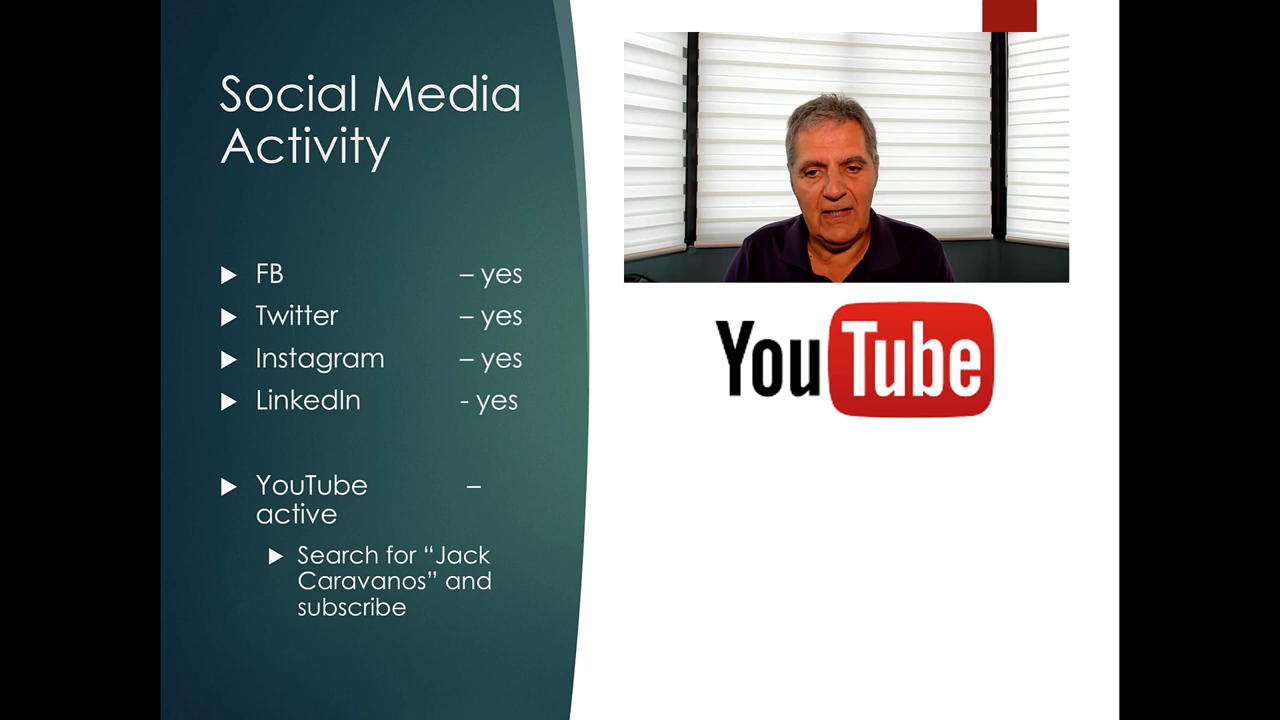 Social Media
Activity
FB – yes
Twitter – yes
Instagram – yes
LinkedIn - yes
YouTube –
active
Search for “Jack
Caravanos” and
subscribe
YouTube